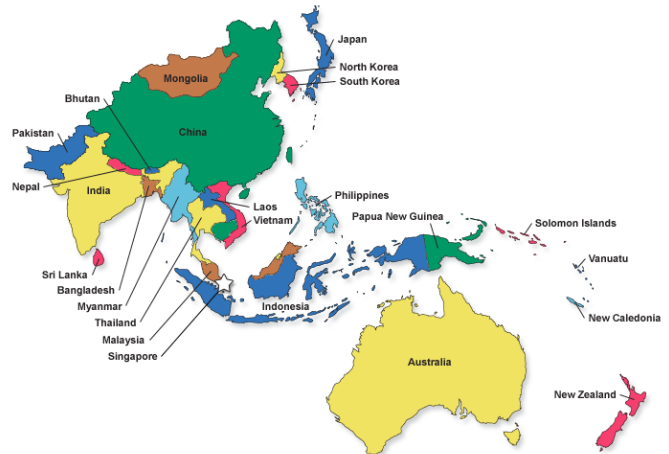 Japan
North Korea
Mongolia
South Korea
Bhutan
China
Pakistan
Nepal
India
Philippines
Laos
Vietnam
Papua New Guinea
Solomon Islands
Vanuatu
Sri Lanka
Bangladesh
Myanmar
Indonesia
New Caledonia
Thailand
Malaysia
Singapore
Australia
New Zealand